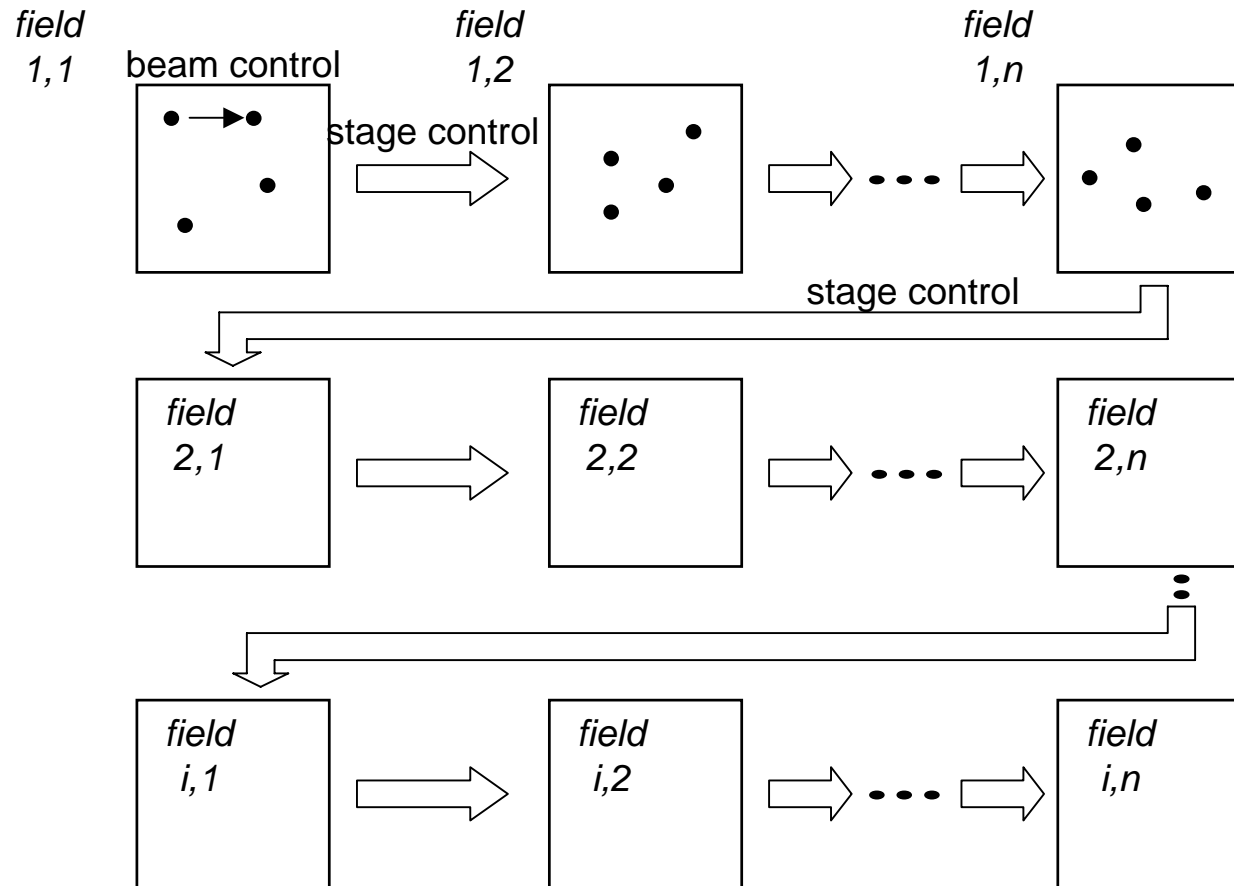 field
1,1
beam control
field
1,2
field
1,n
stage control
stage control
field
2,1
field
2,2
field
2,n
field
i,1
field
i,2
field
i,n